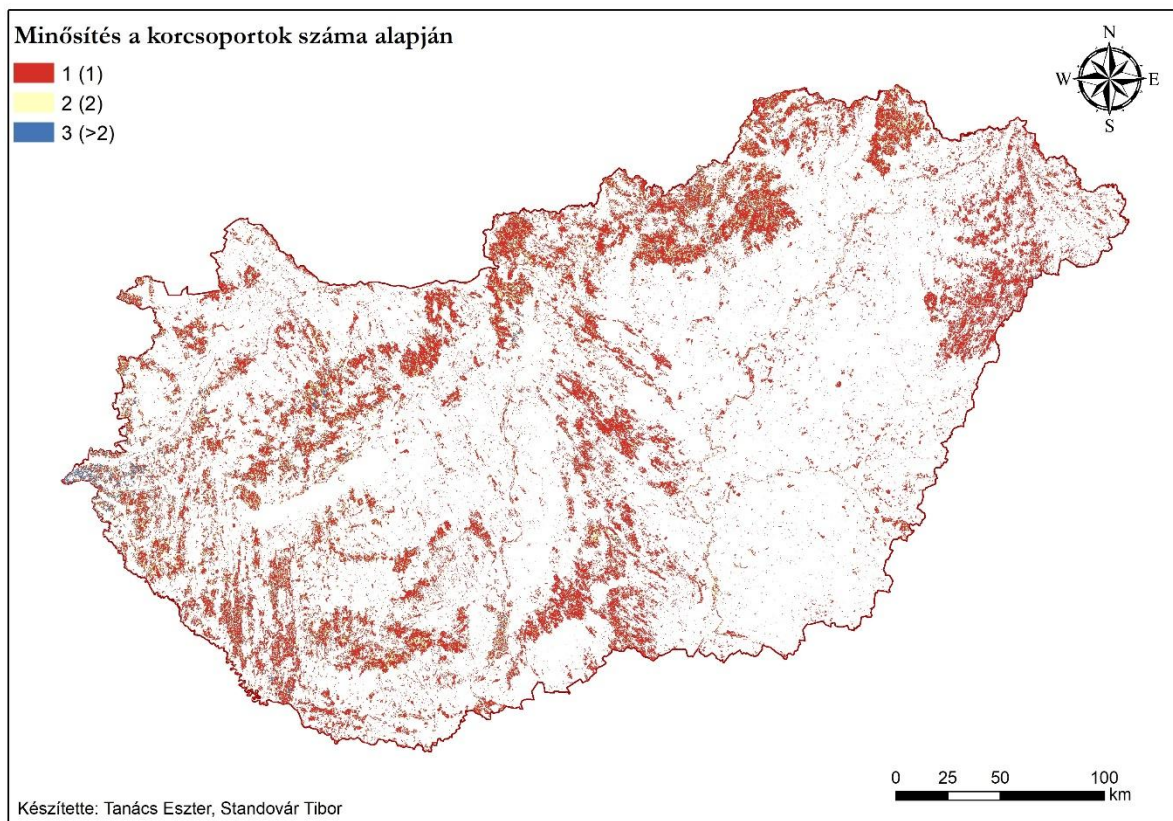 Minősítés a korcsoportok száma alapján
1 (1)
2 (2)
3 (>2)
N
W E
S
0 25 50 100
km
Készítette: Tanács Eszter, Standovár Tibor